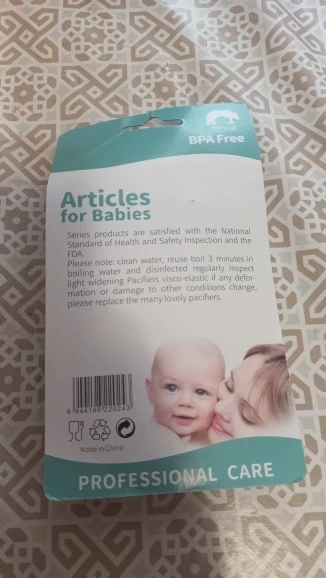 BPA Free
Articles
for Babies
Series products are satisfied with the National
Standard of Health and Safety Inspection and the
FDA.
Please note: clean water, reuse boil 3 minutes in
boiling water and disinfected regularly inspect
light widening Pacifiers visco-elastic if any defor-
mation or damage to other conditions change,
please replace the many lovely pacifiers.
6 944198 220243
Made in China
PROFESSIONAL CARE